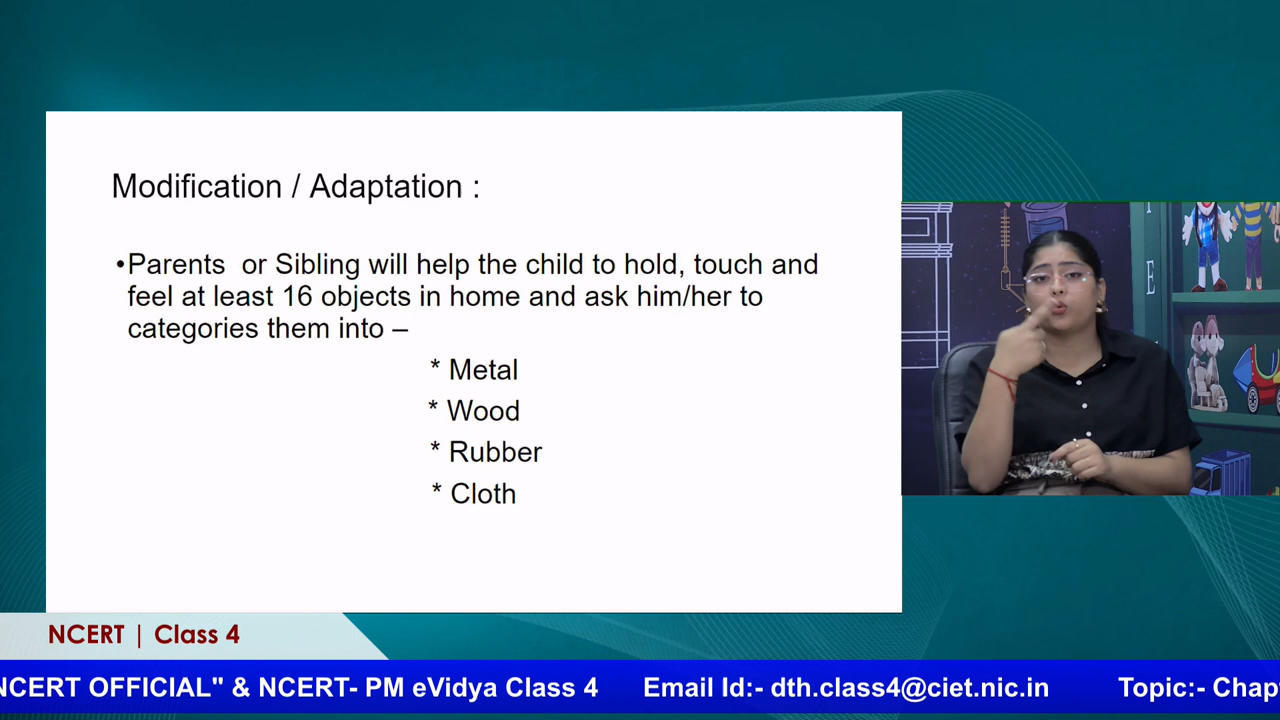 Modification / Adaptation :
•Parents or Sibling will help the child to hold, touch and
feel at least 16 objects in home and ask him/her to
categories them into –
* Metal
* Wood
* Rubber
* Cloth
NCERT | Class 4
NCERT OFFICIAL" & NCERT- PM eVidya Class 4 Email Id:- dth.class4@ciet.nic.in Topic:-